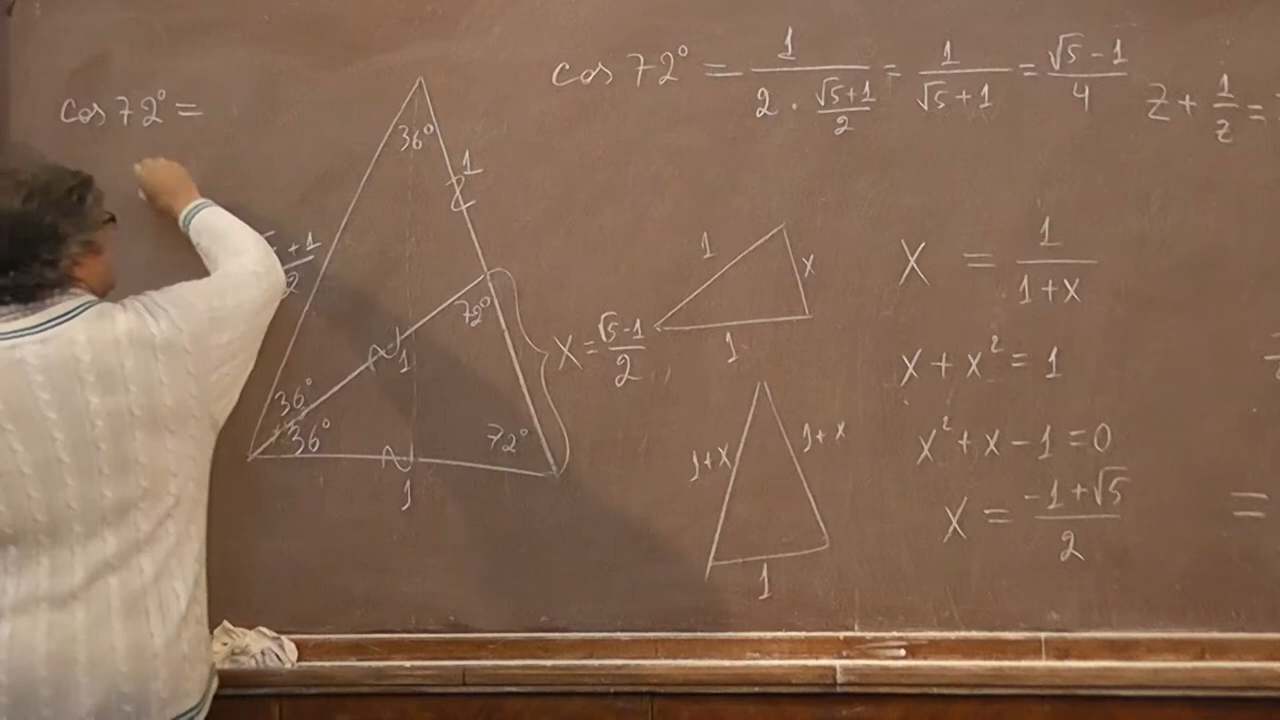 cos 72° =
cos 72° = 1/(2 · (√5+1)/2) = 1/(√5+1) = (√5-1)/4
z + 1/z =
36°
1
+1
2
72°
1
x = (√5-1)/2
36°
36°
72°
1
1
x
1
1+x
1+x
1
x = 1/(1+x)
x + x² = 1
x² + x - 1 = 0
x = (-1+√5)/2
=